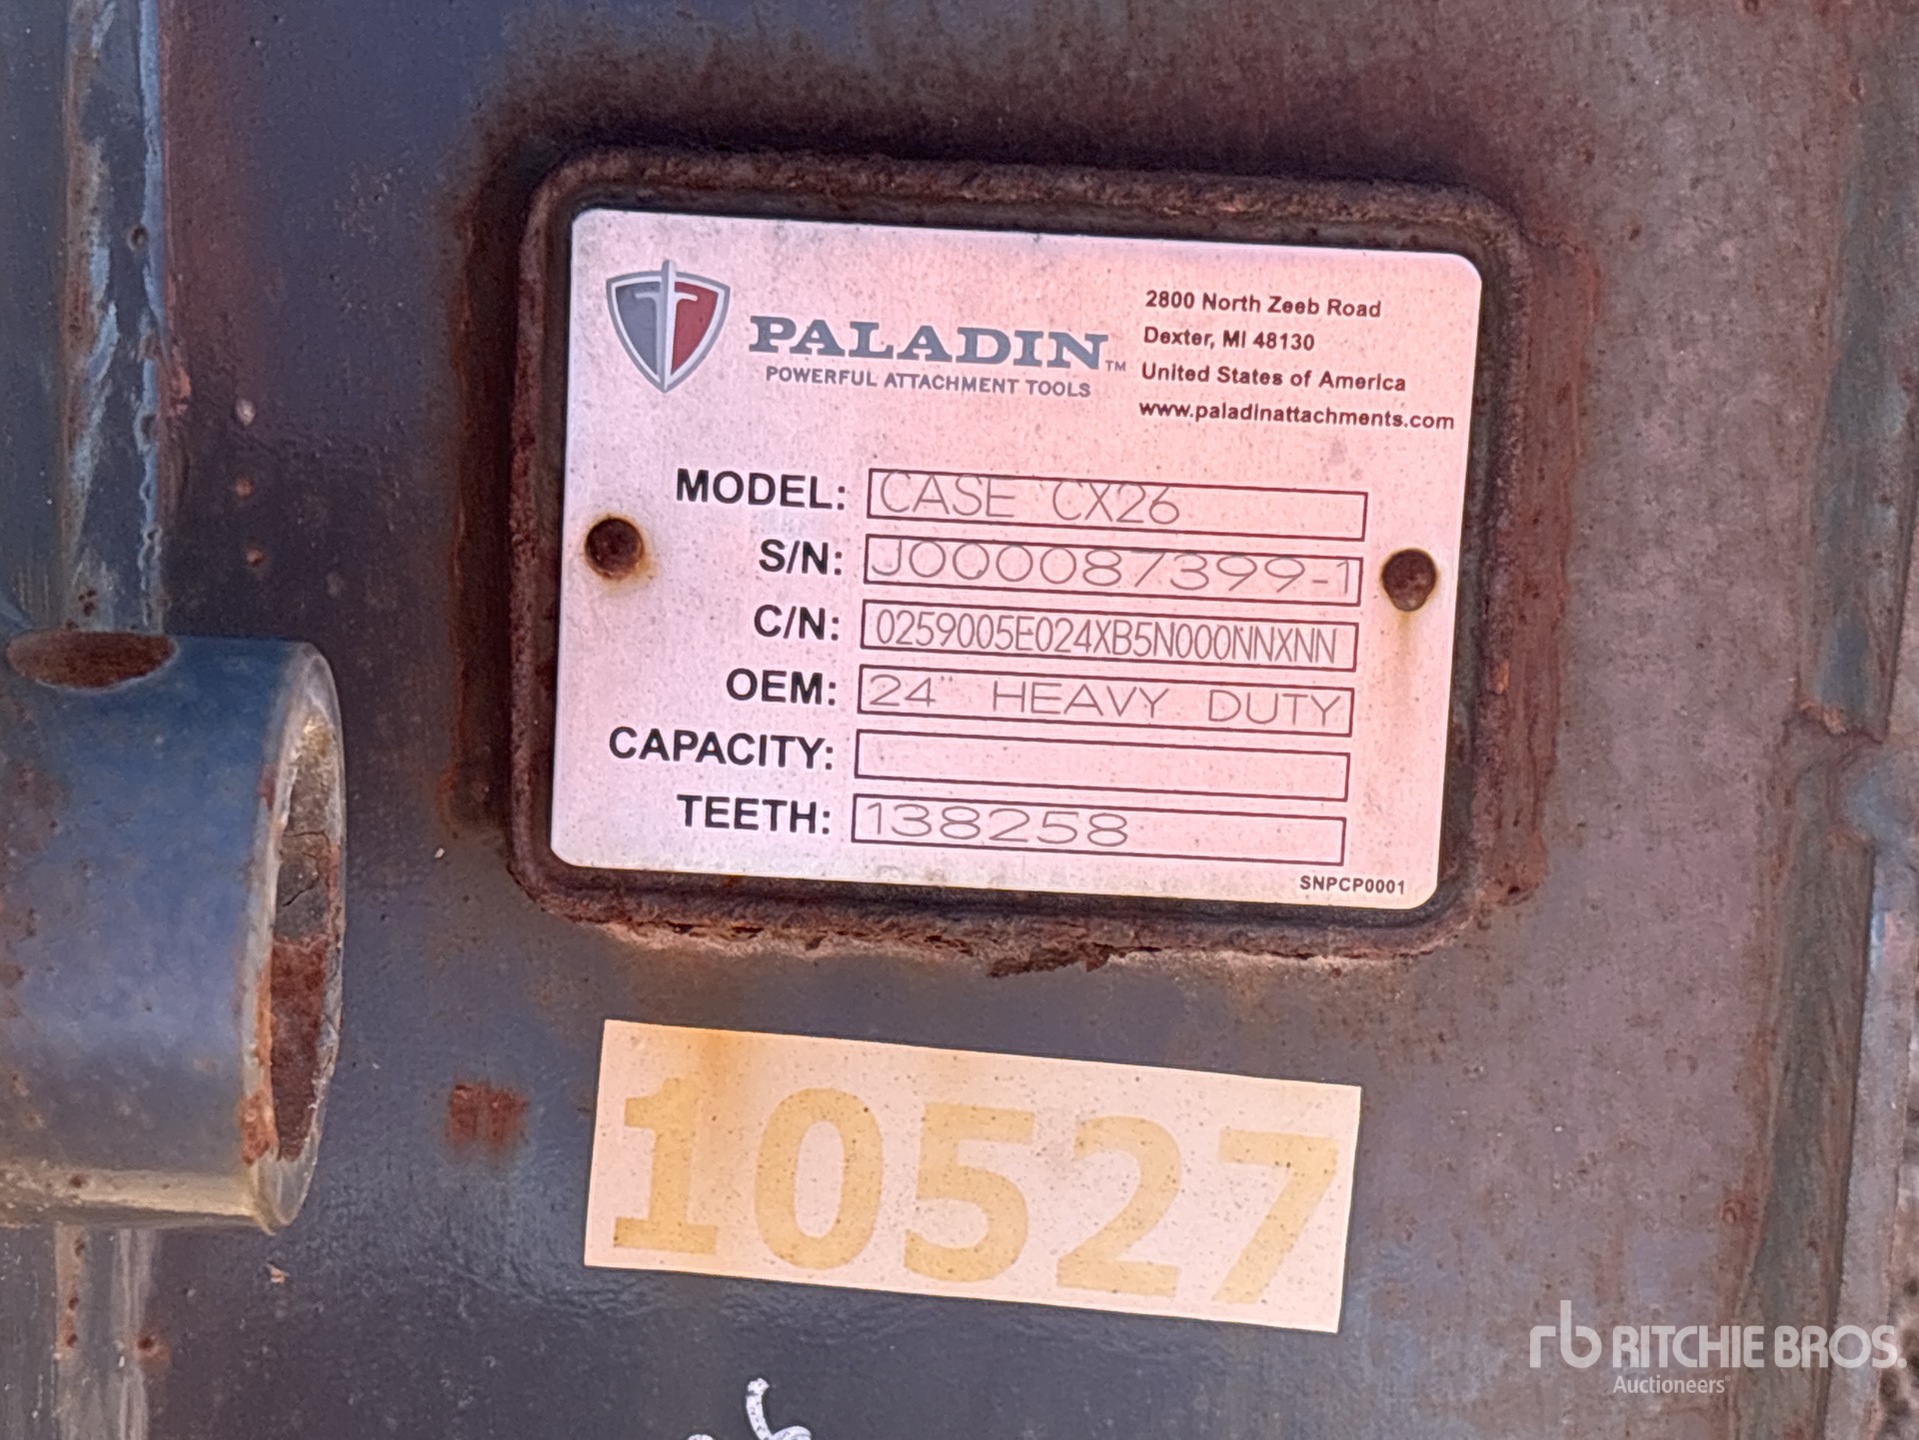 PALADIN™
POWERFUL ATTACHMENT TOOLS
2800 North Zeeb Road
Dexter, MI 48130
United States of America
www.paladinattachments.com
MODEL: CASE CX26
S/N: J000087399-1
C/N: 0259005E024XB5N000NNXNN
OEM: 24" HEAVY DUTY
CAPACITY:
TEETH: 138258
SNPCP0001
10527
rb RITCHIE BROS.
Auctioneers